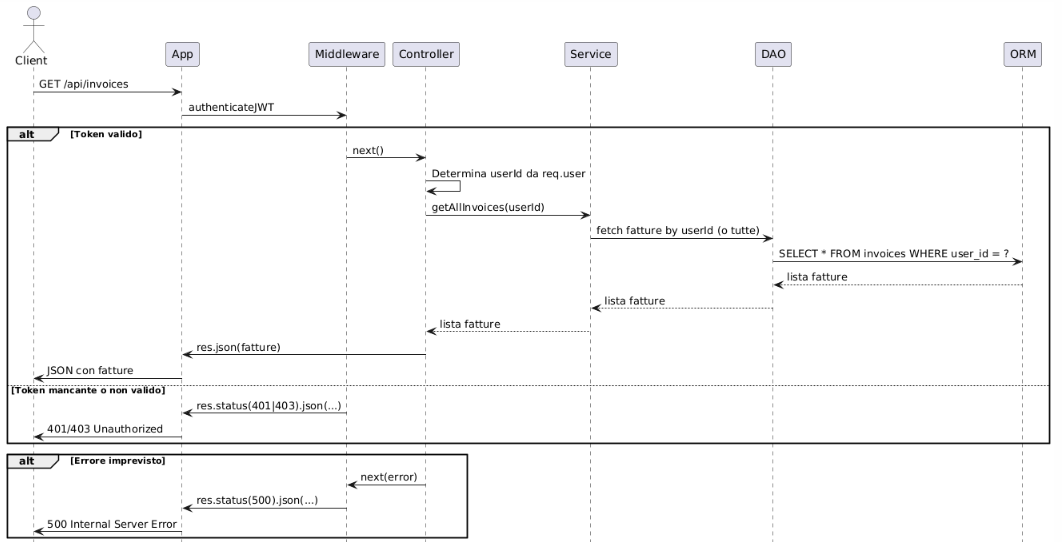 Client
App
Middleware
Controller
Service
DAO
ORM
GET /api/invoices
authenticateJWT
alt
[Token valido]
next()
Determina userId da req.user
getAllInvoices(userId)
fetch fatture by userId (o tutte)
SELECT * FROM invoices WHERE user_id = ?
lista fatture
lista fatture
lista fatture
res.json(fatture)
JSON con fatture
[Token mancante o non valido]
res.status(401|403).json(...)
401/403 Unauthorized
alt
[Errore imprevisto]
next(error)
res.status(500).json(...)
500 Internal Server Error